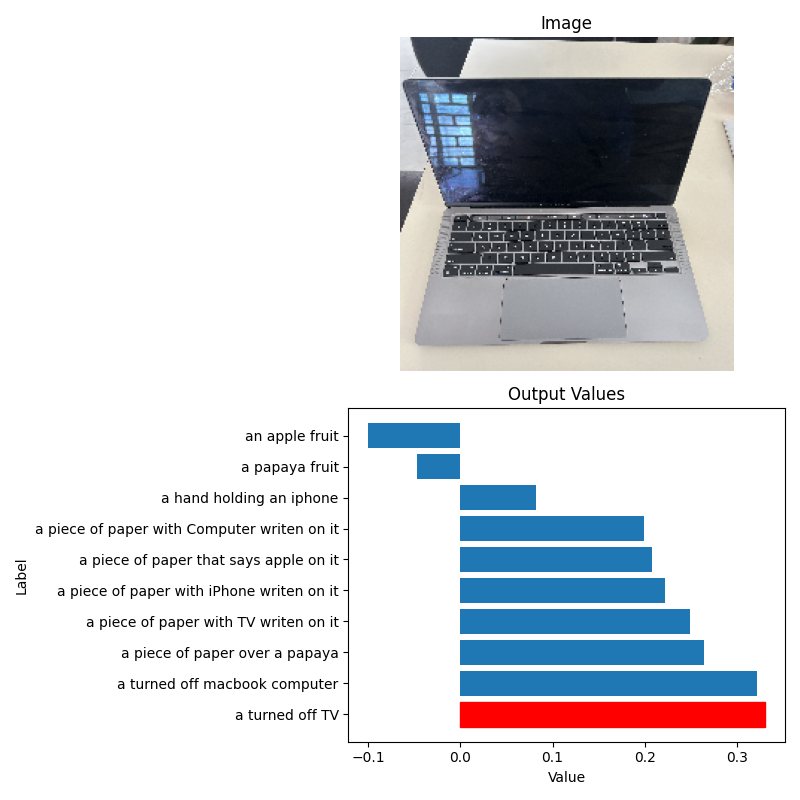 Image
Output Values
an apple fruit
a papaya fruit
a hand holding an iphone
a piece of paper with Computer writen on it
a piece of paper that says apple on it
a piece of paper with iPhone writen on it
a piece of paper with TV writen on it
a piece of paper over a papaya
a turned off macbook computer
a turned off TV
Label
−0.1 0.0 0.1 0.2 0.3
Value